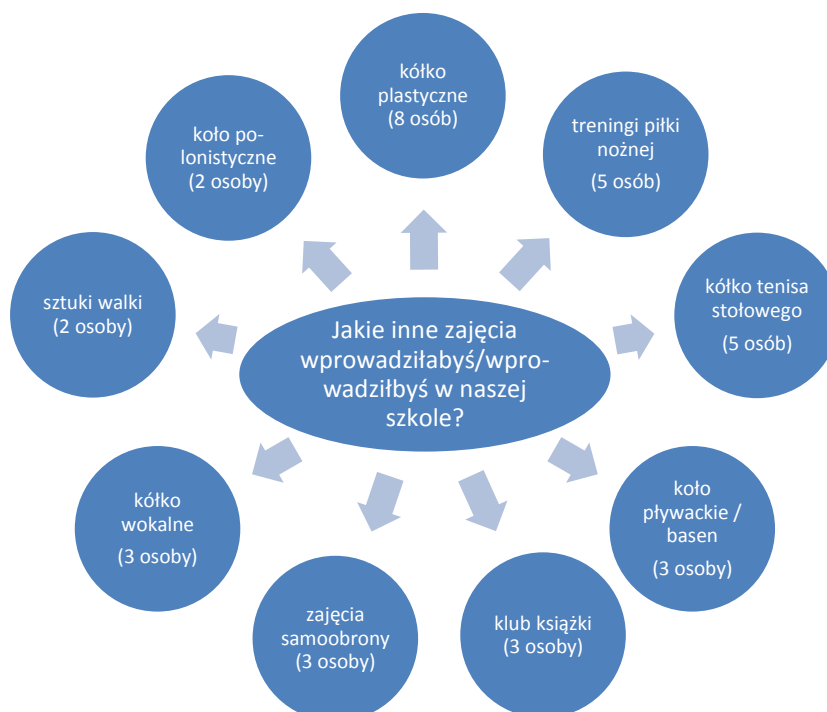 kółko
plastyczne
(8 osób)
treningi piłki
nożnej
(5 osób)
kółko tenisa
stołowego
(5 osób)
koło
pływackie /
basen
(3 osoby)
klub książki
(3 osoby)
zajęcia
samoobrony
(3 osoby)
kółko
wokalne
(3 osoby)
sztuki walki
(2 osoby)
koło po-
lonistyczne
(2 osoby)
Jakie inne zajęcia
wprowadziłabyś/wpro-
wadziłbyś w naszej
szkole?